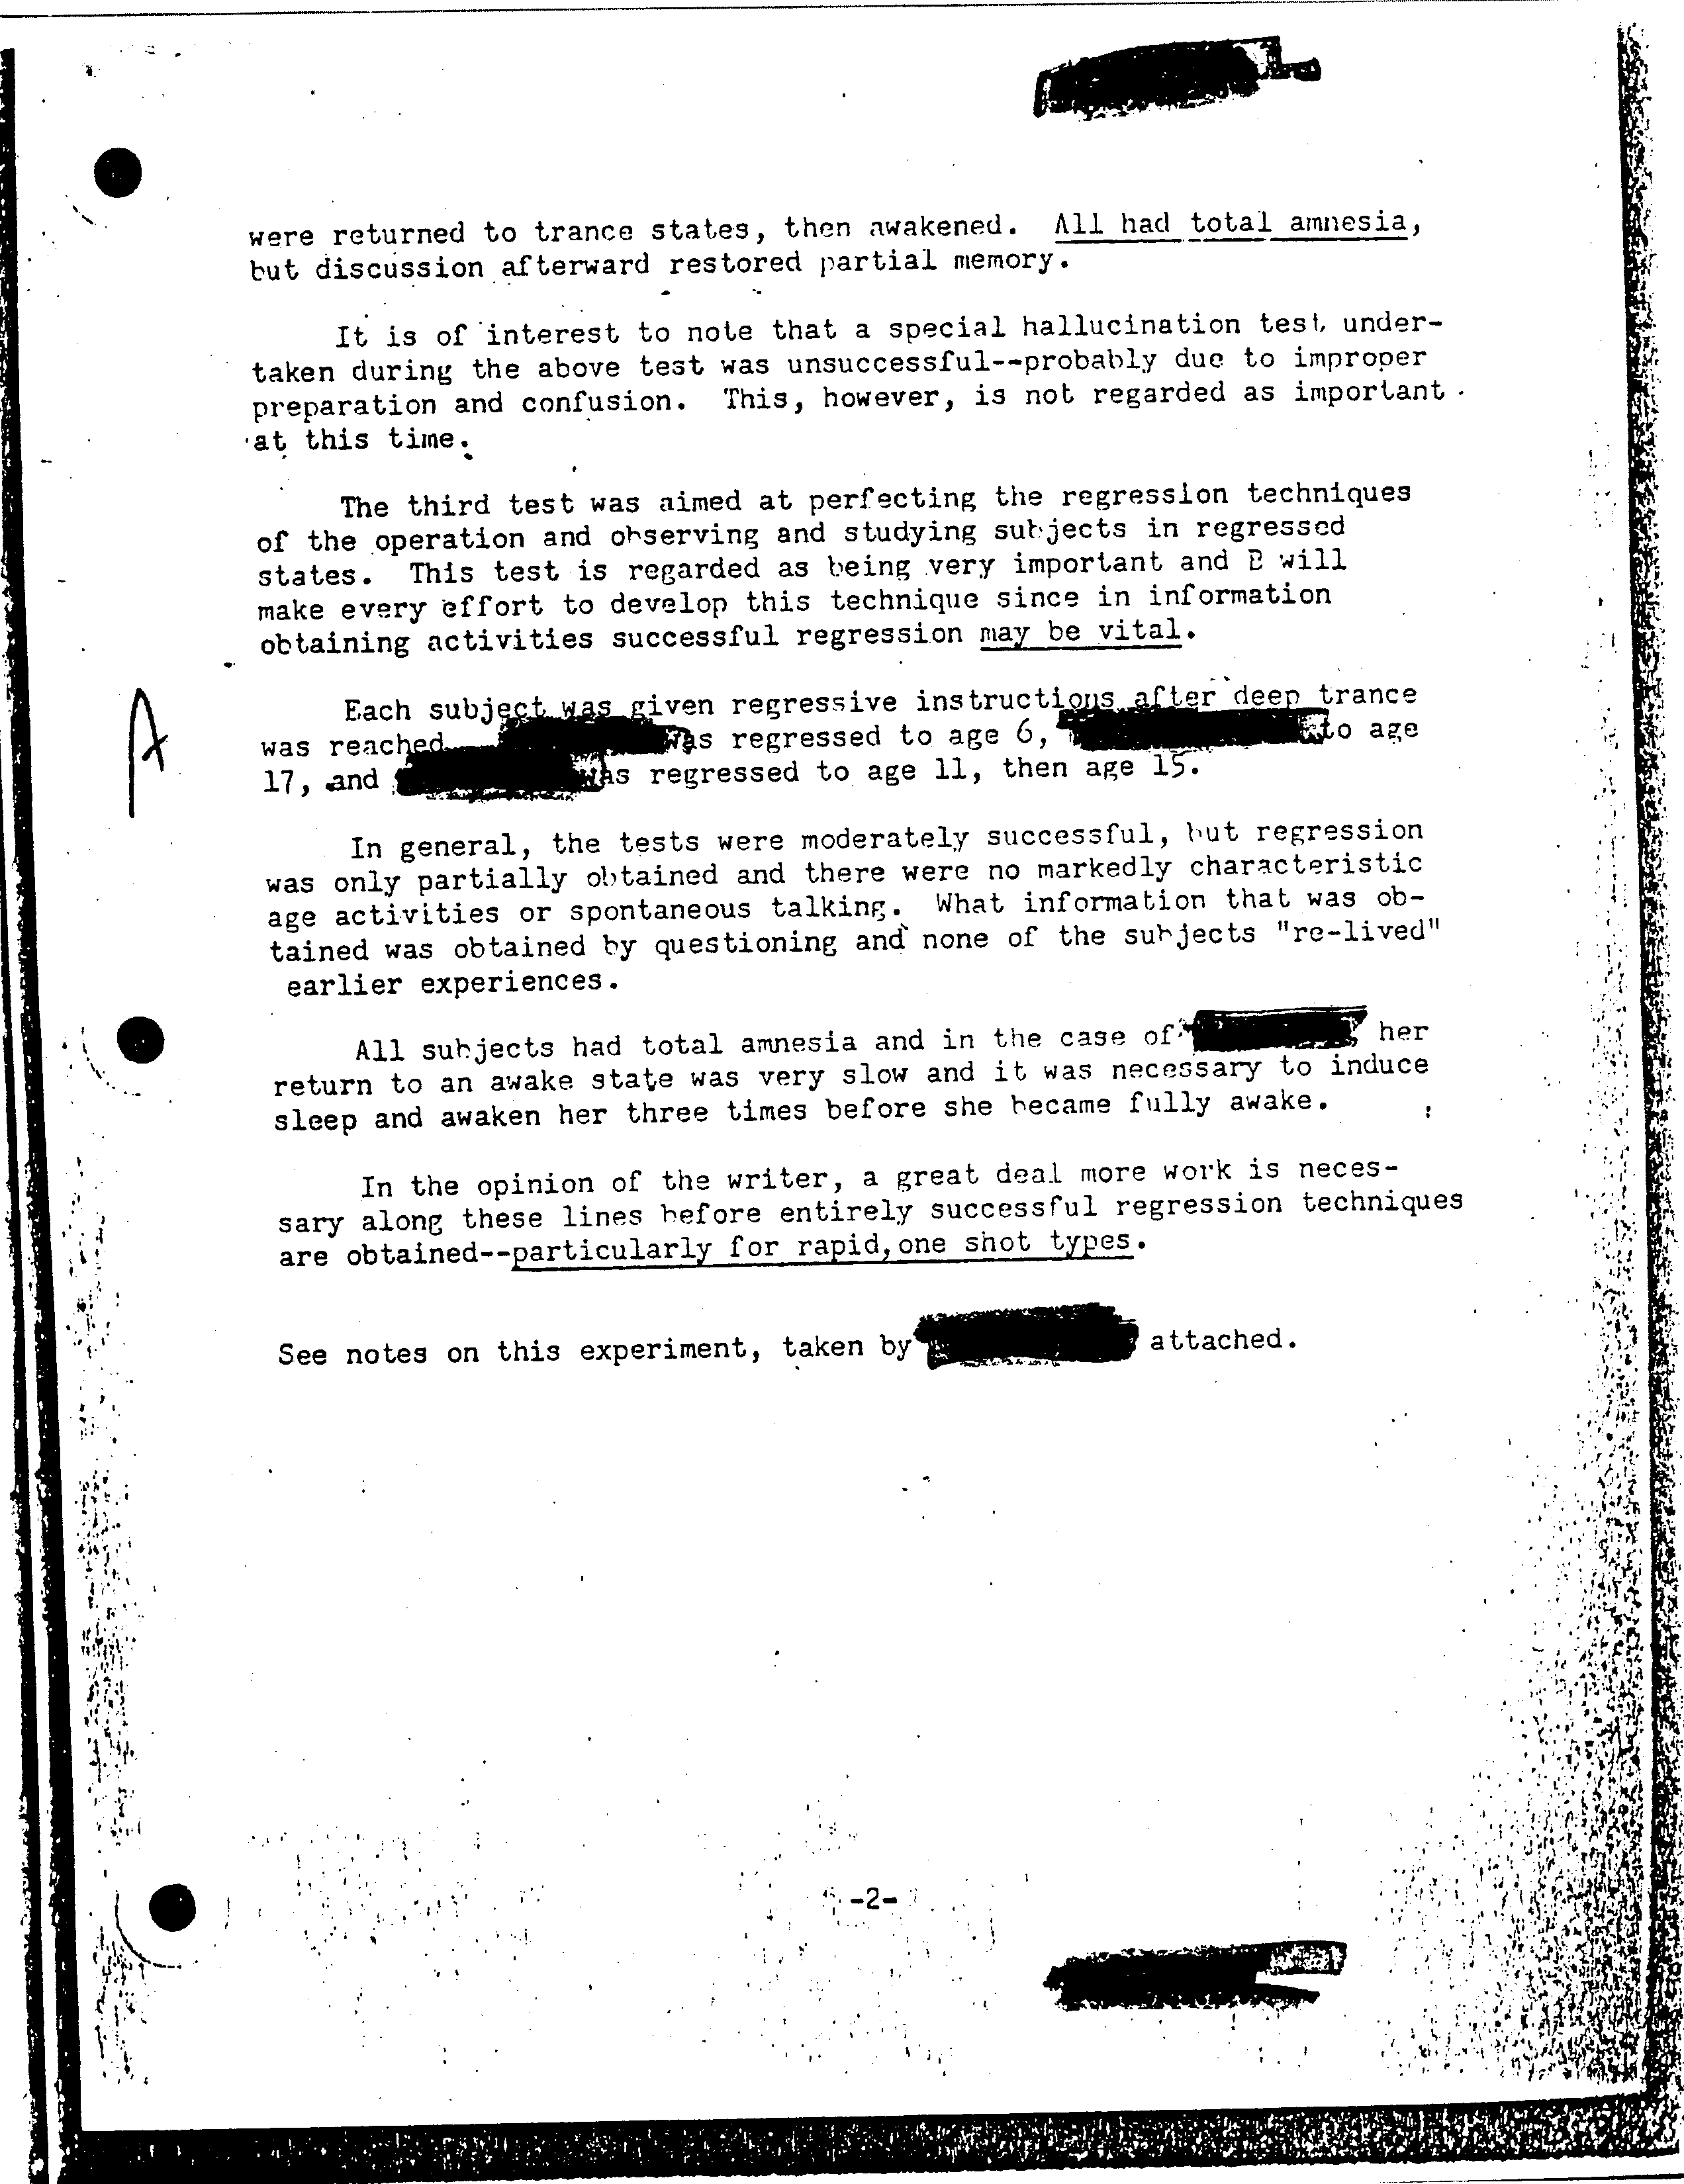 were returned to trance states, then awakened. All had total amnesia,
but discussion afterward restored partial memory.
It is of interest to note that a special hallucination test under-
taken during the above test was unsuccessful--probably due to improper
preparation and confusion. This, however, is not regarded as important
at this time.
The third test was aimed at perfecting the regression techniques
of the operation and observing and studying subjects in regressed
states. This test is regarded as being very important and B will
make every effort to develop this technique since in information
obtaining activities successful regression may be vital.
Each subject was given regressive instructions after deep trance
was reached was regressed to age 6, to age
A
17, and was regressed to age 11, then age 15.
In general, the tests were moderately successful, but regression
was only partially obtained and there were no markedly characteristic
age activities or spontaneous talking. What information that was ob-
tained was obtained by questioning and none of the subjects "re-lived"
earlier experiences.
All subjects had total amnesia and in the case of her
return to an awake state was very slow and it was necessary to induce
sleep and awaken her three times before she became fully awake.
In the opinion of the writer, a great deal more work is neces-
sary along these lines before entirely successful regression techniques
are obtained--particularly for rapid, one shot types.
See notes on this experiment, taken by attached.
-2-